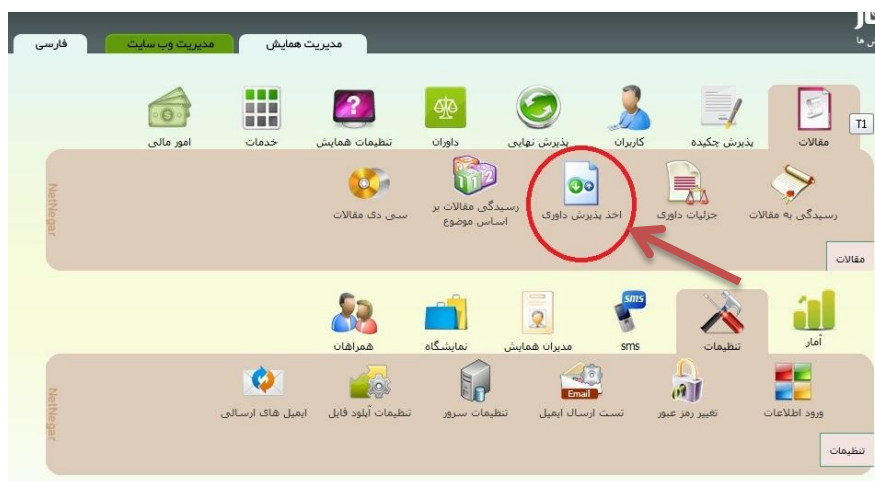 مدیریت همایش
مدیریت وب سایت
فارسی
ش ها
T1
مقالات
پذیرش چکیده
کاربران
پذیرش نهایی
داوران
تنظیمات همایش
خدمات
امور مالی
رسیدگی به مقالات
جزئیات داوری
اخذ پذیرش داوری
رسیدگی مقالات بر
اساس موضوع
سی دی مقالات
NetNegar
مقالات
آمار
تنظیمات
sms
SMS
مدیران همایش
نمایشگاه
همراهان
ورود اطلاعات
تغییر رمز عبور
تست ارسال ایمیل
Email
تنظیمات سرور
تنظیمات آپلود فایل
ایمیل های ارسالی
NetNegar
تنظیمات